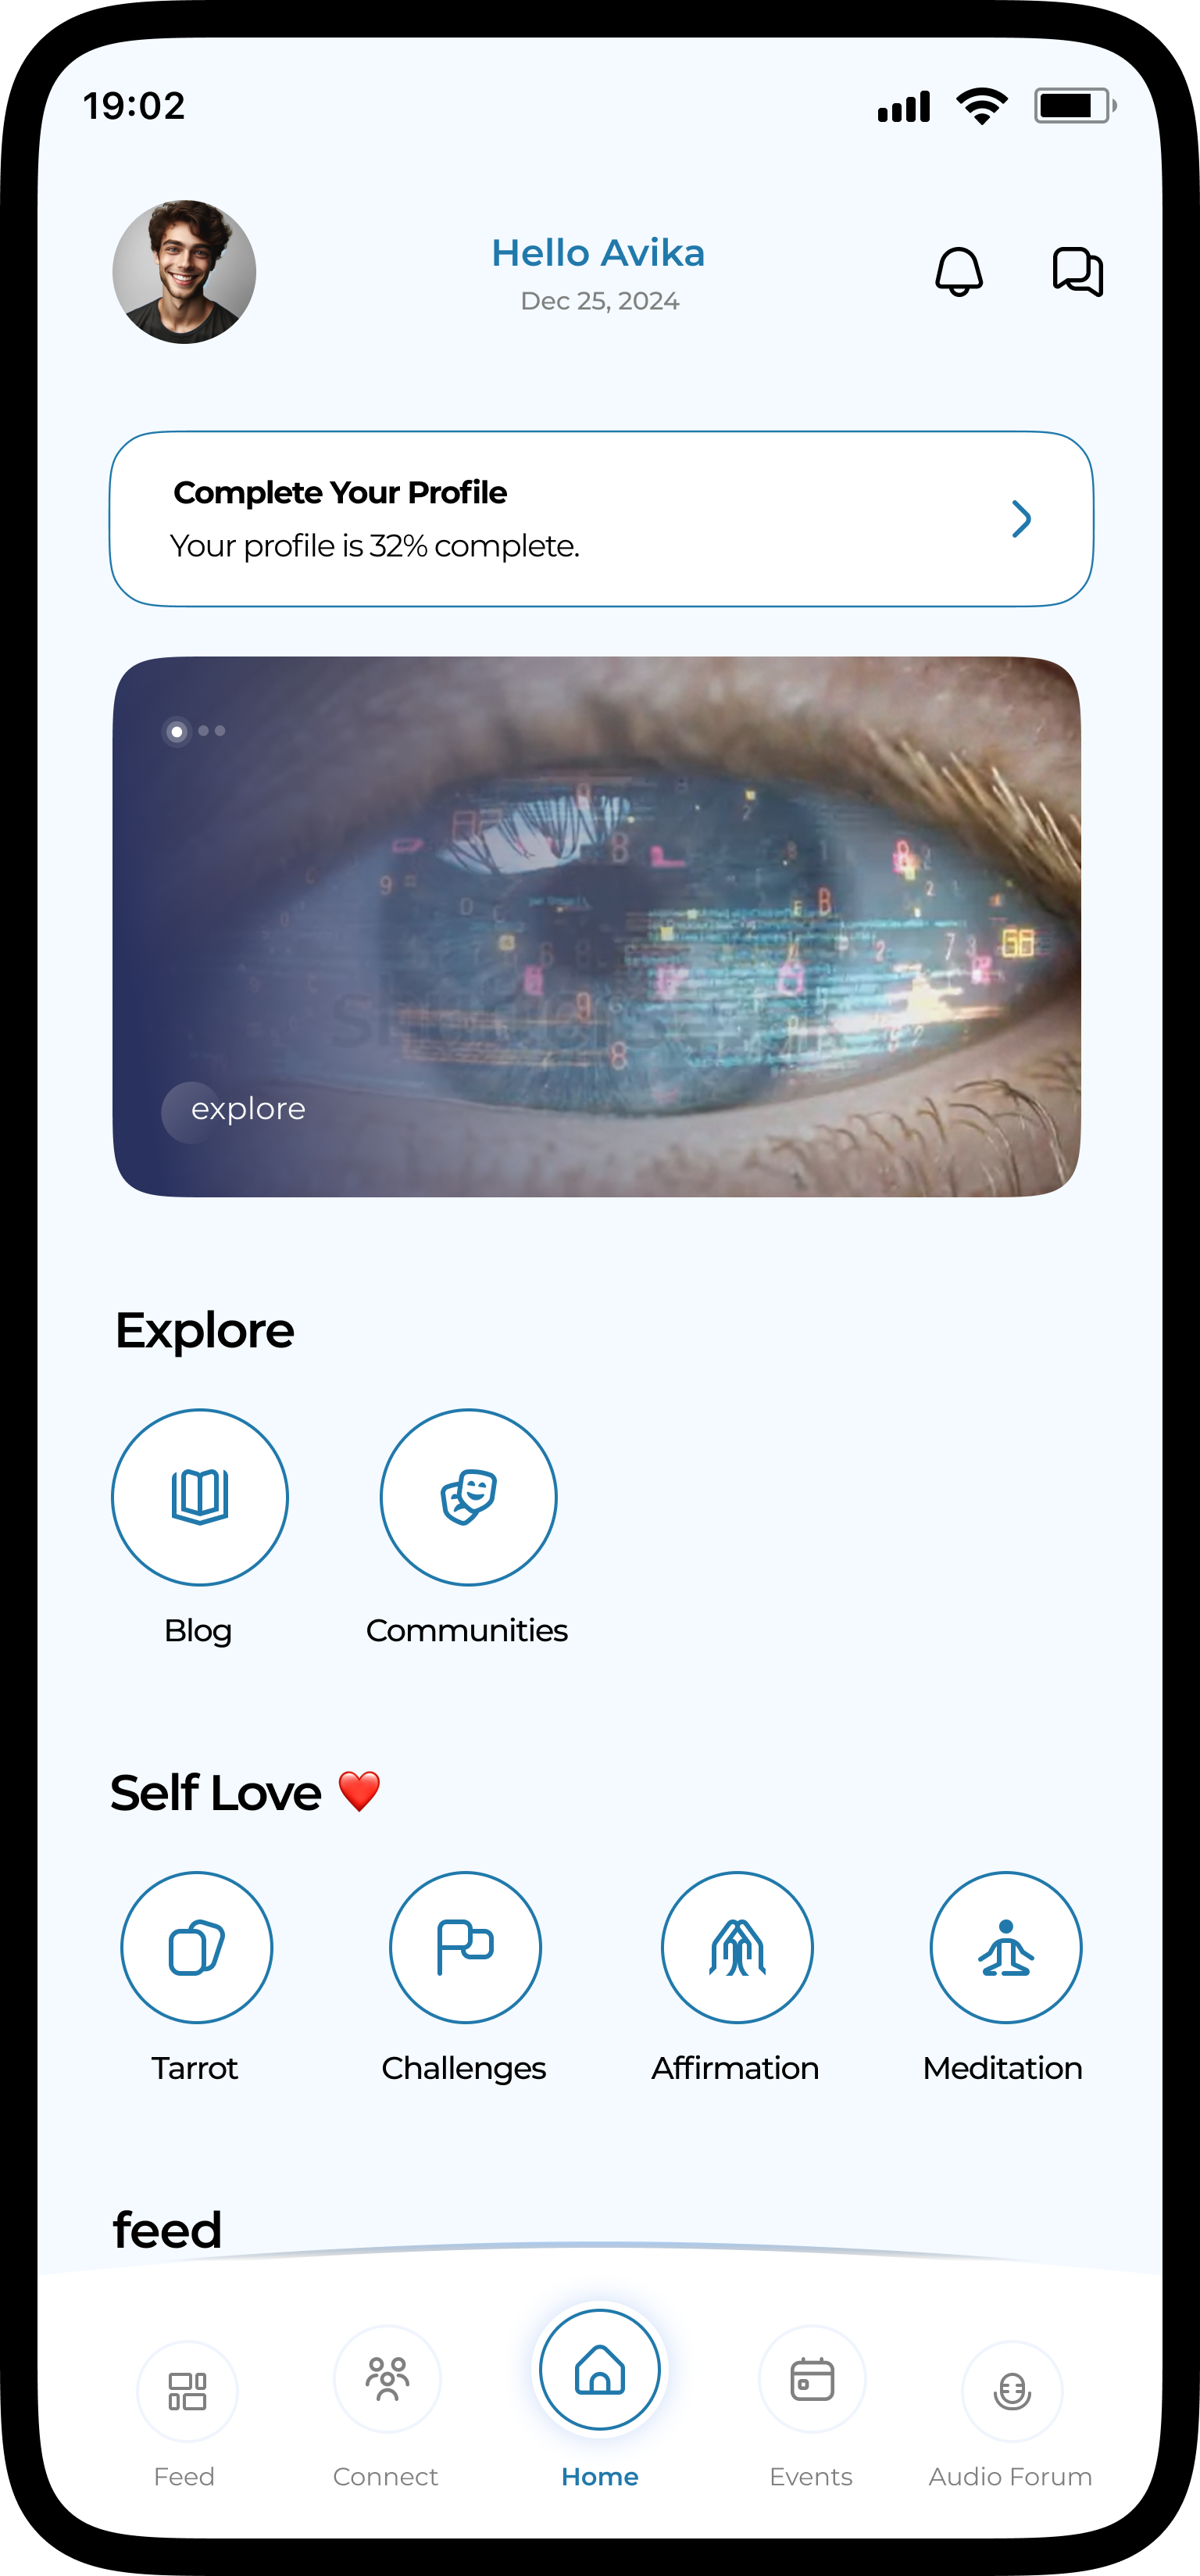 19:02
Hello Avika
Dec 25, 2024
Complete Your Profile
Your profile is 32% complete.
explore
Explore
Blog
Communities
Self Love ❤️
Tarrot
Challenges
Affirmation
Meditation
feed
Feed
Connect
Home
Events
Audio Forum